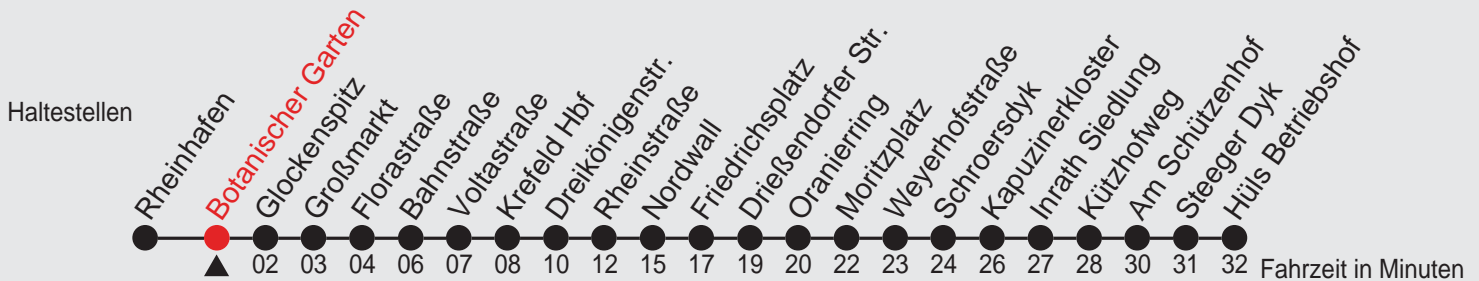 Haltestellen
Rheinhafen
Botanischer Garten
Glockenspitz
Großmarkt
Florastraße
Bahnstraße
Voltastraße
Krefeld Hbf
Dreikönigenstr.
Rheinstraße
Nordwall
Friedrichsplatz
Drießendorfer Str.
Oranierring
Moritzplatz
Weyerhofstraße
Schroersdyk
Kapuzinerkloster
Inrath Siedlung
Kützhofweg
Am Schützenhof
Steeger Dyk
Hüls Betriebshof
02 03 04 06 07 08 10 12 15 17 19 20 22 23 24 26 27 28 30 31 32 Fahrzeit in Minuten